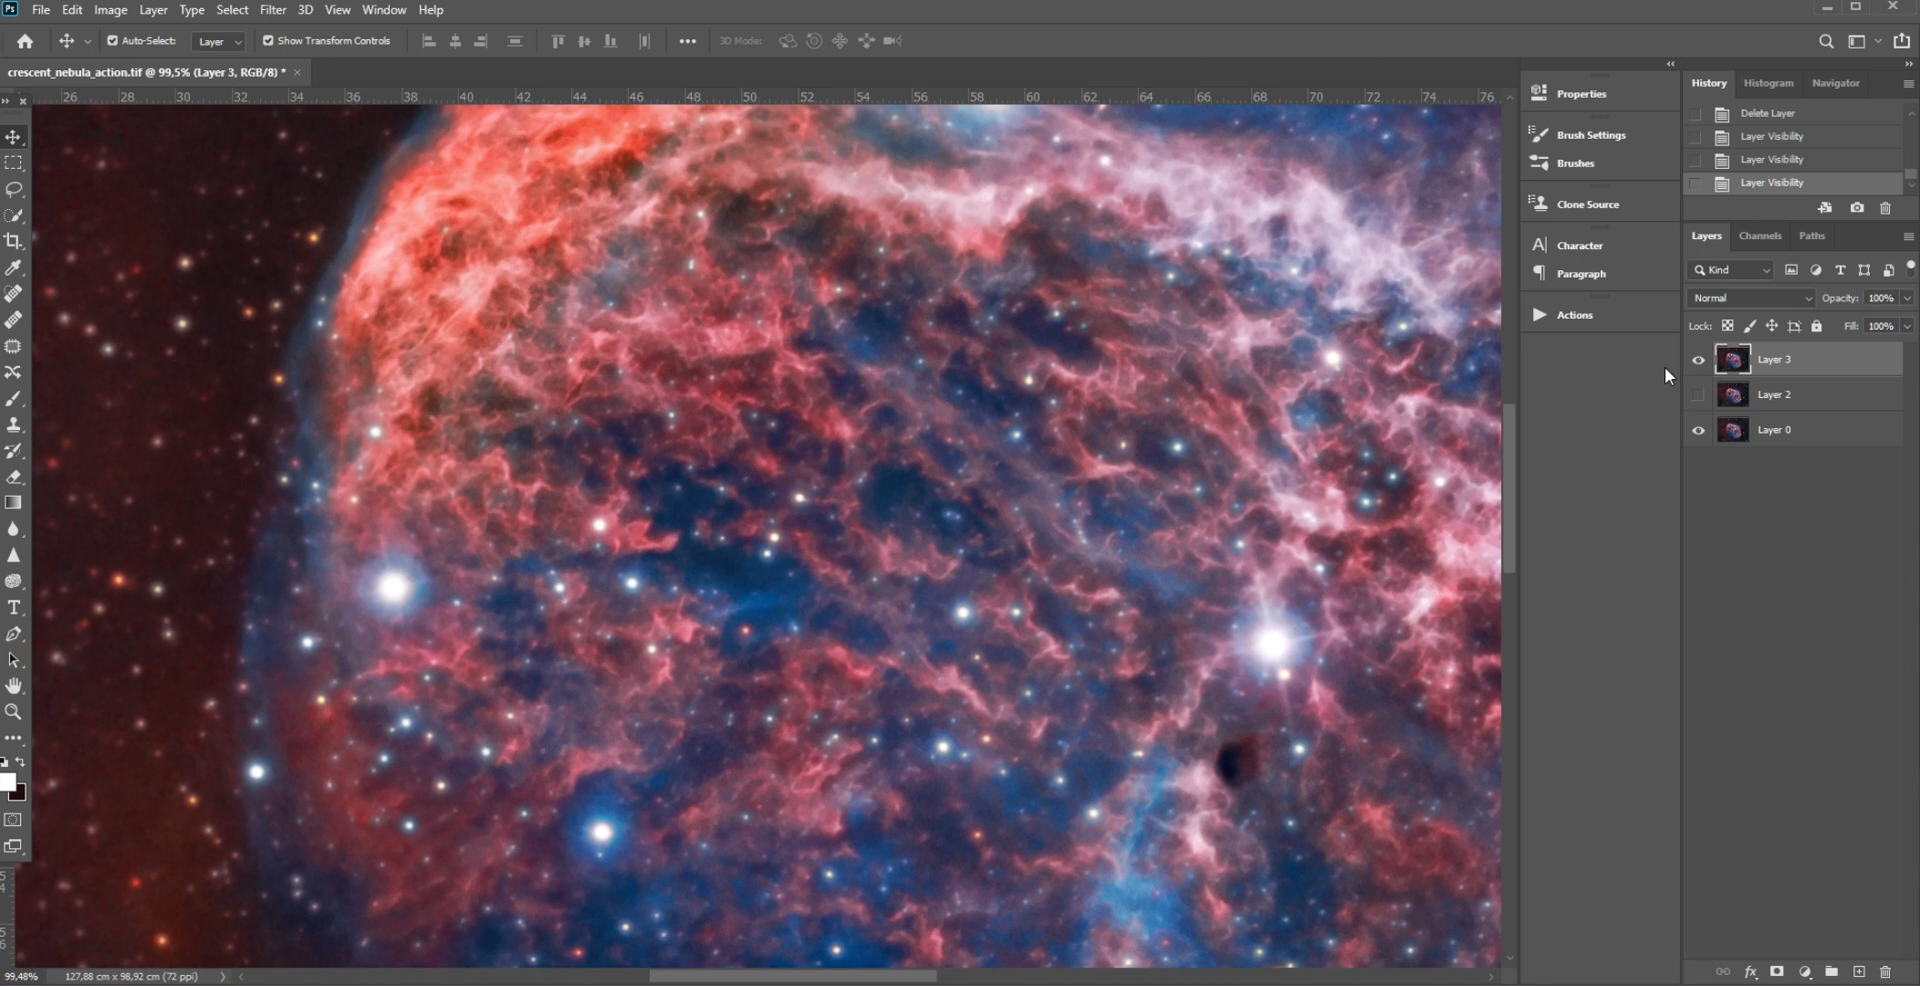 Ps File Edit Image Layer Type Select Filter 3D View Window Help
Auto-Select: Layer Show Transform Controls 3D Mode:
crescent_nebula_action.tif @ 99,5% (Layer 3, RGB/8) *
26 28 30 32 34 36 38 40 42 44 46 48 50 52 54 56 58 60 62 64 66 68 70 72 74 76
Properties
Brush Settings
Brushes
Clone Source
Character
Paragraph
Actions
History Histogram Navigator
Delete Layer
Layer Visibility
Layer Visibility
Layer Visibility
Layers Channels Paths
Kind
Normal Opacity: 100%
Lock: Fill: 100%
Layer 3
Layer 2
Layer 0
5
4
5
6
99,48% 127,88 cm x 98,92 cm (72 ppi)